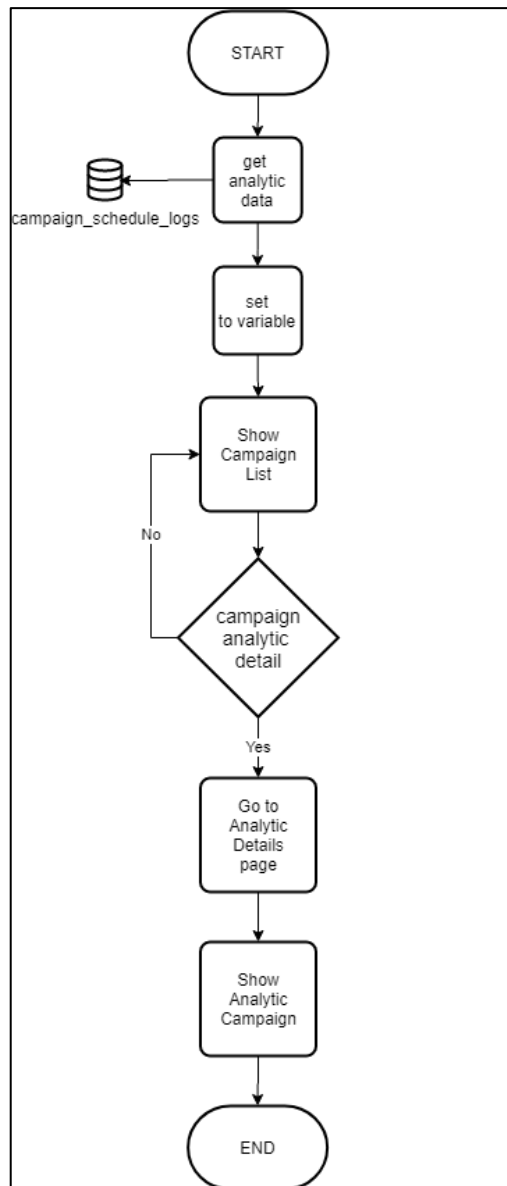 START
get
analytic
data
campaign_schedule_logs
set
to variable
Show
Campaign
List
No
campaign
analytic
detail
Yes
Go to
Analytic
Details
page
Show
Analytic
Campaign
END